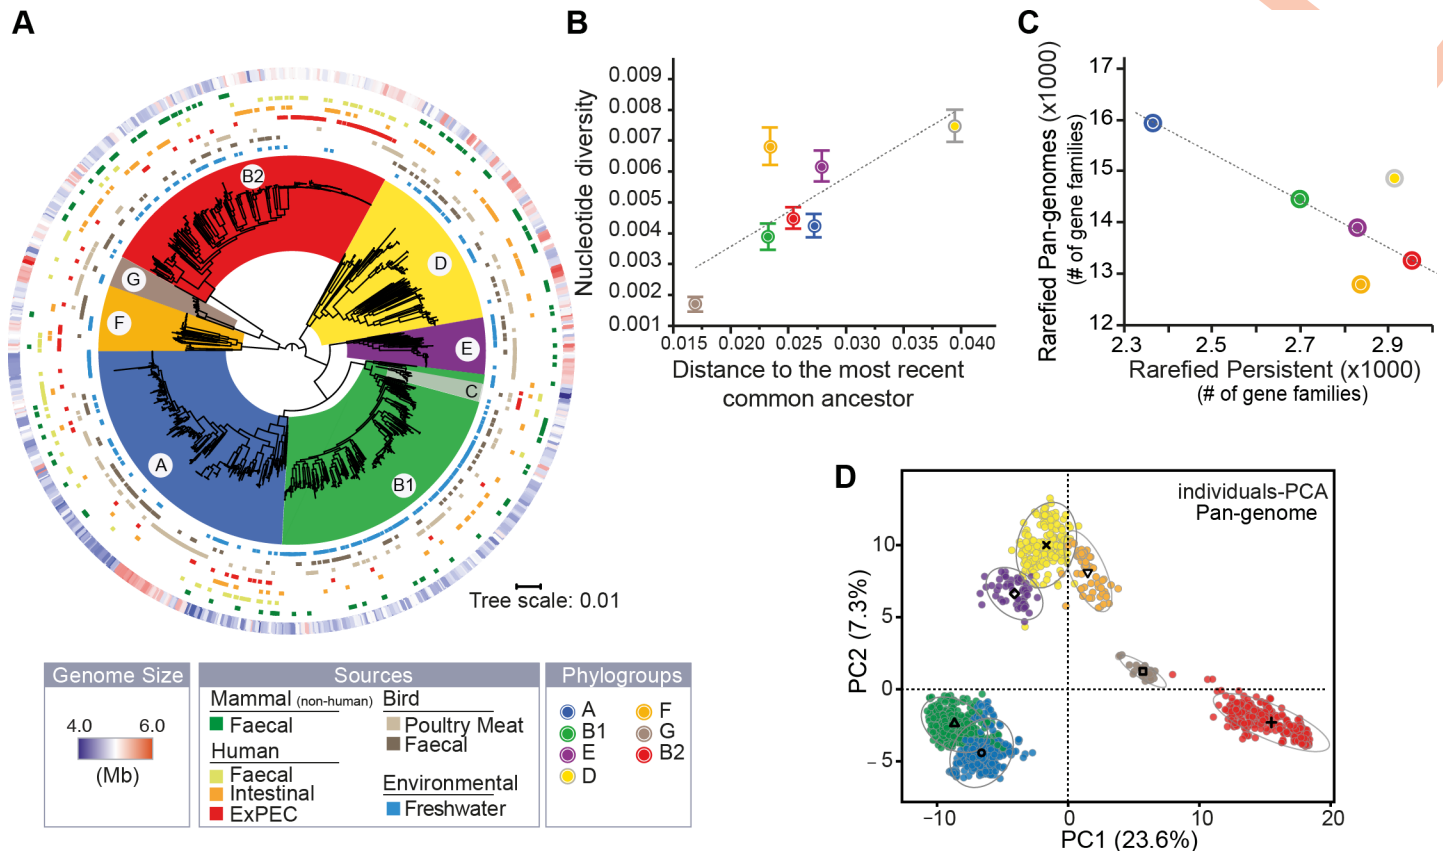 A
B2
D
G
F
E
C
A
B1
Tree scale: 0.01
Genome Size
4.0 6.0
(Mb)
Sources
Mammal (non-human)
Faecal
Human
Faecal
Intestinal
ExPEC
Bird
Poultry Meat
Faecal
Environmental
Freshwater
Phylogroups
A
B1
E
D
F
G
B2
B
Nucleotide diversity
0.009
0.008
0.007
0.006
0.005
0.004
0.003
0.002
0.001
0.015 0.020 0.025 0.030 0.035 0.040
Distance to the most recent
common ancestor
C
Rarefied Pan-genomes (x1000)
(# of gene families)
17
16
15
14
13
12
2.3 2.5 2.7 2.9
Rarefied Persistent (x1000)
(# of gene families)
D
individuals-PCA
Pan-genome
PC2 (7.3%)
10
5
0
−5
−10 0 10 20
PC1 (23.6%)